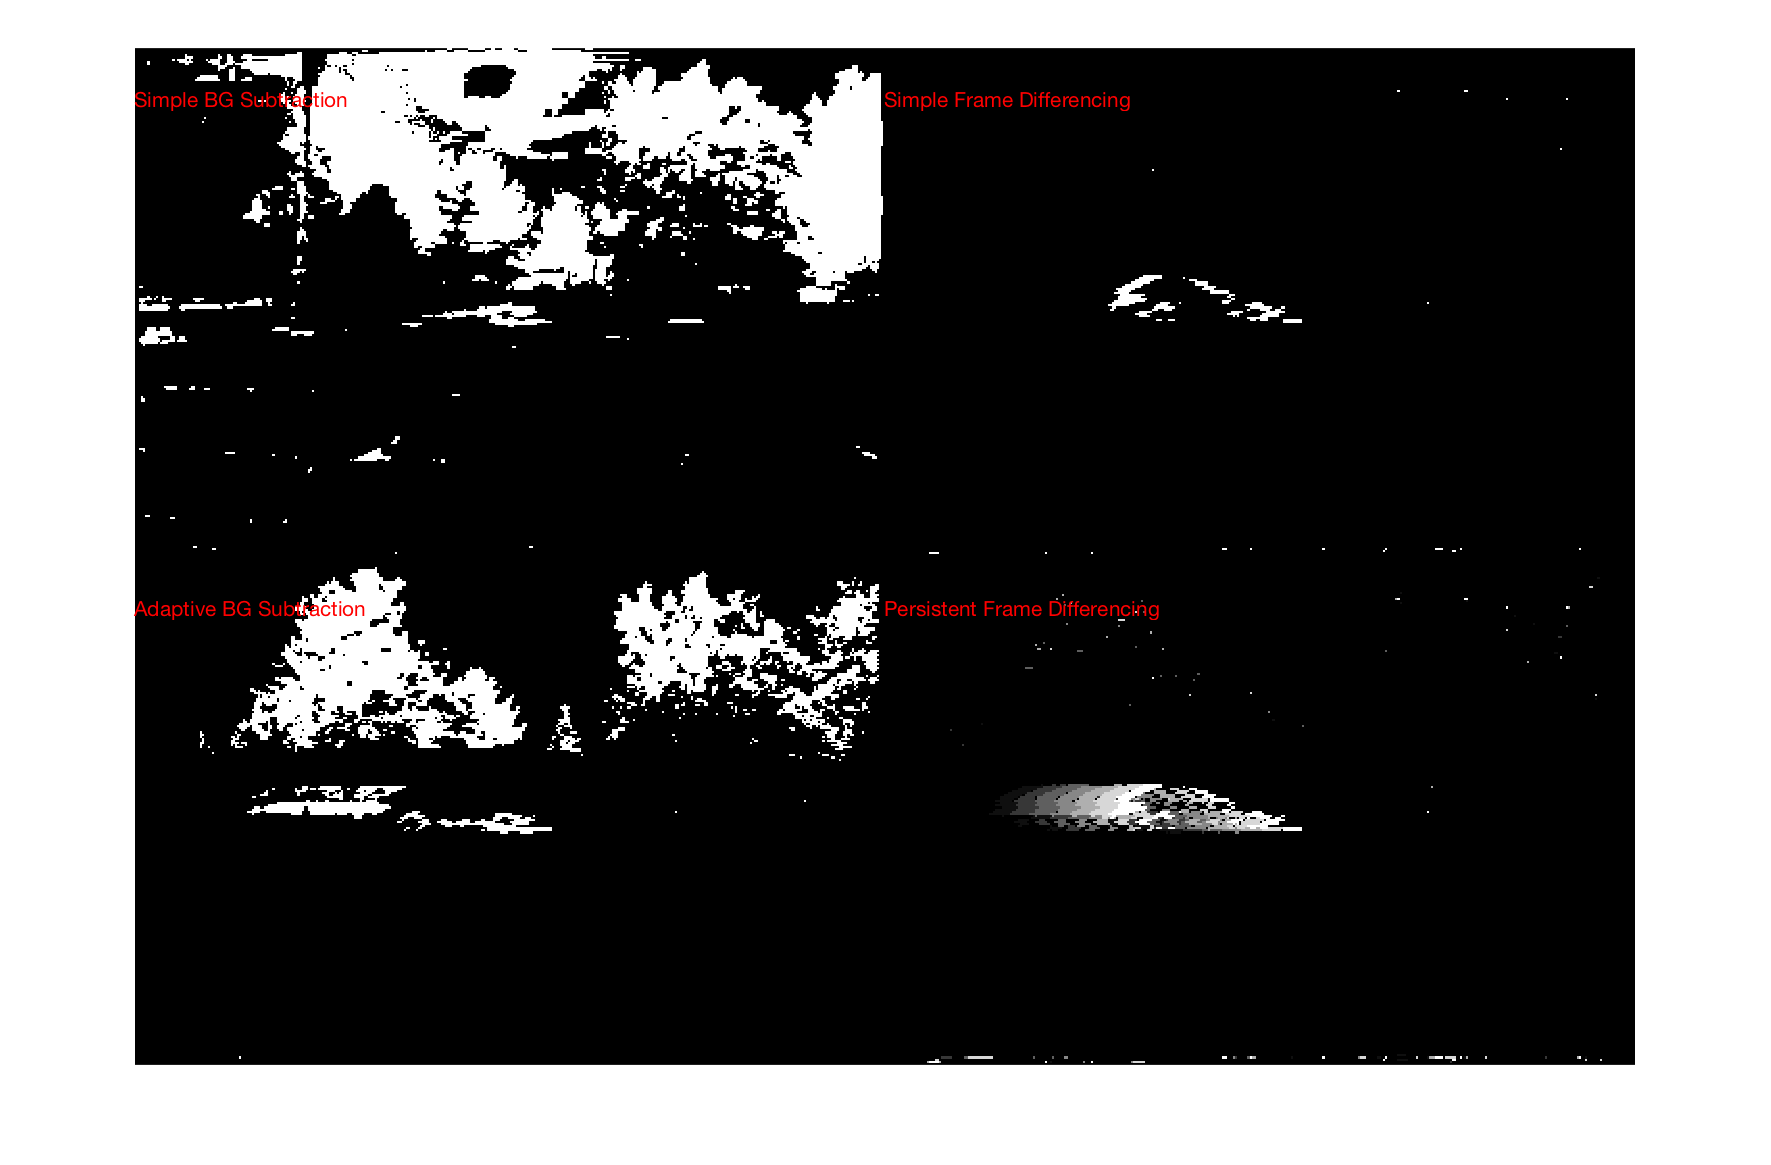 Simple BG Subtraction
Simple Frame Differencing
Adaptive BG Subtraction
Persistent Frame Differencing